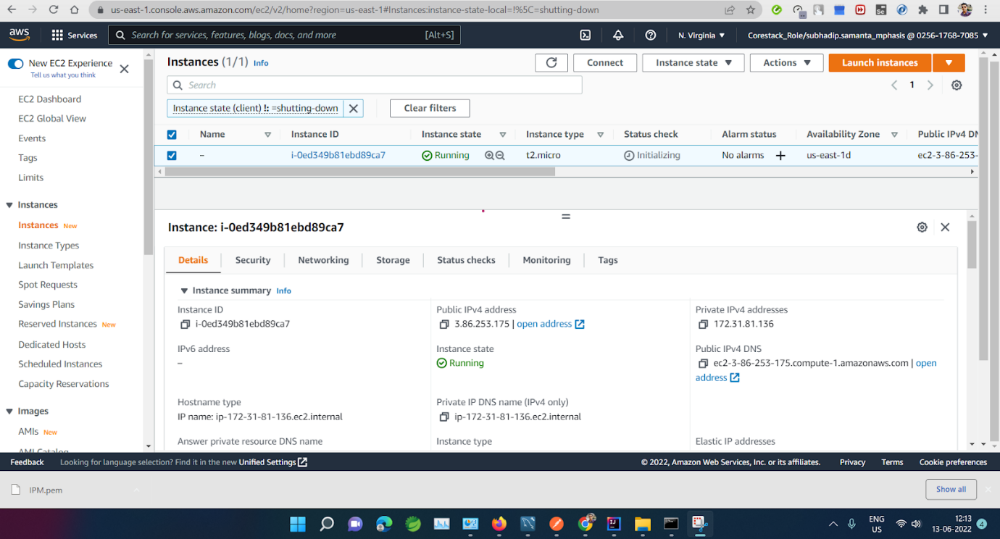 us-east-1.console.aws.amazon.com/ec2/v2/home?region=us-east-1#Instances:instance-state-local=!%5C=shutting-down
aws
Services
Search for services, features, blogs, docs, and more
[Alt+S]
N. Virginia
Corestack_Role/subhadip.samanta_mphasis @ 0256-1768-7085
New EC2 Experience
Tell us what you think
EC2 Dashboard
EC2 Global View
Events
Tags
Limits
Instances
Instances New
Instance Types
Launch Templates
Spot Requests
Savings Plans
Reserved Instances New
Dedicated Hosts
Scheduled Instances
Capacity Reservations
Images
AMIs New
AMI Catalog
Instances (1/1) Info
Connect
Instance state
Actions
Launch instances
Search
1
Instance state (client) !: =shutting-down
Clear filters
Name Instance ID Instance state Instance type Status check Alarm status Availability Zone Public IPv4 DN
– i-0ed349b81ebd89ca7 Running t2.micro Initializing No alarms + us-east-1d ec2-3-86-253-
Instance: i-0ed349b81ebd89ca7
Details Security Networking Storage Status checks Monitoring Tags
Instance summary Info
Instance ID
i-0ed349b81ebd89ca7
Public IPv4 address
3.86.253.175 | open address
Private IPv4 addresses
172.31.81.136
IPv6 address
–
Instance state
Running
Public IPv4 DNS
ec2-3-86-253-175.compute-1.amazonaws.com | open
address
Hostname type
IP name: ip-172-31-81-136.ec2.internal
Private IP DNS name (IPv4 only)
ip-172-31-81-136.ec2.internal
Answer private resource DNS name
Instance type
Elastic IP addresses
Feedback
Looking for language selection? Find it in the new Unified Settings
© 2022, Amazon Web Services, Inc. or its affiliates.
Privacy
Terms
Cookie preferences
IPM.pem
Show all
ENG
US
12:13
13-06-2022
4